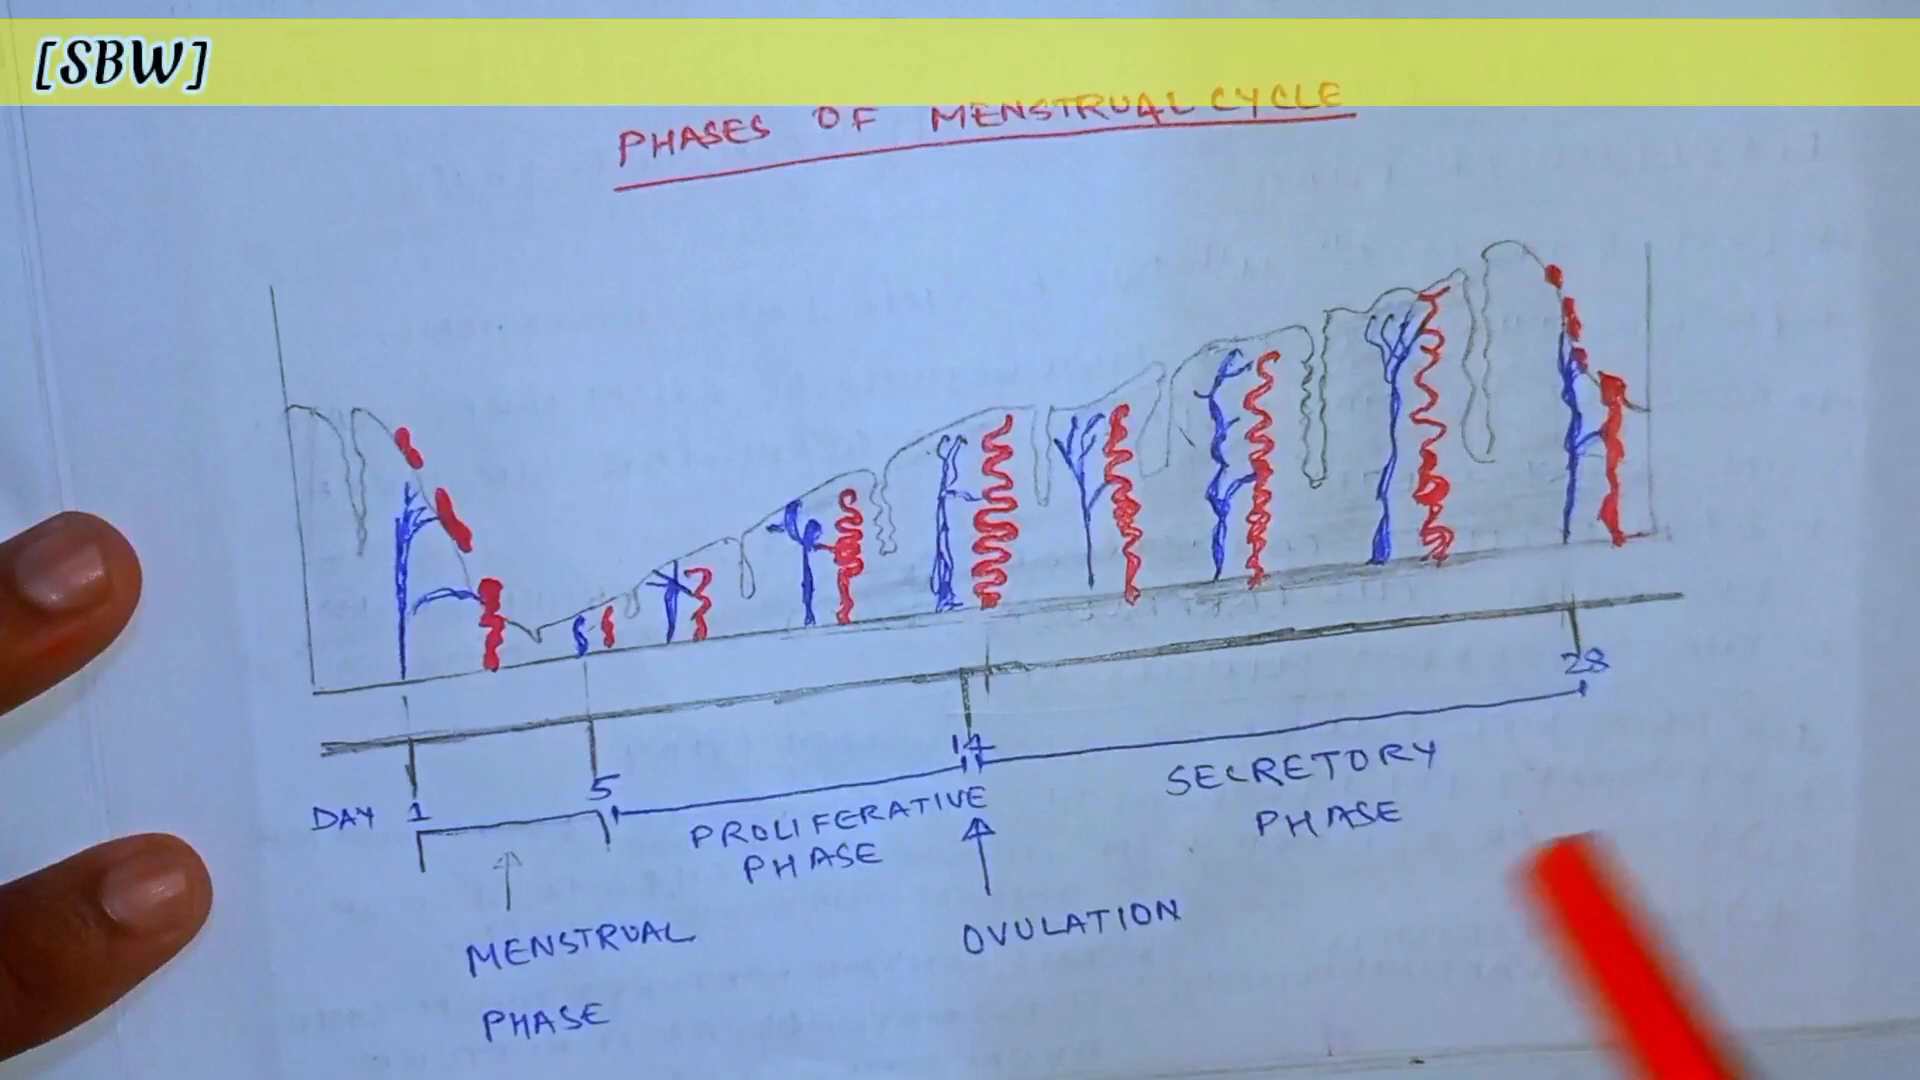 [SBW]
PHASES OF MENSTRUAL CYCLE
28
14
5
DAY 1
SECRETORY
PHASE
PROLIFERATIVE
PHASE
OVULATION
MENSTRUAL
PHASE